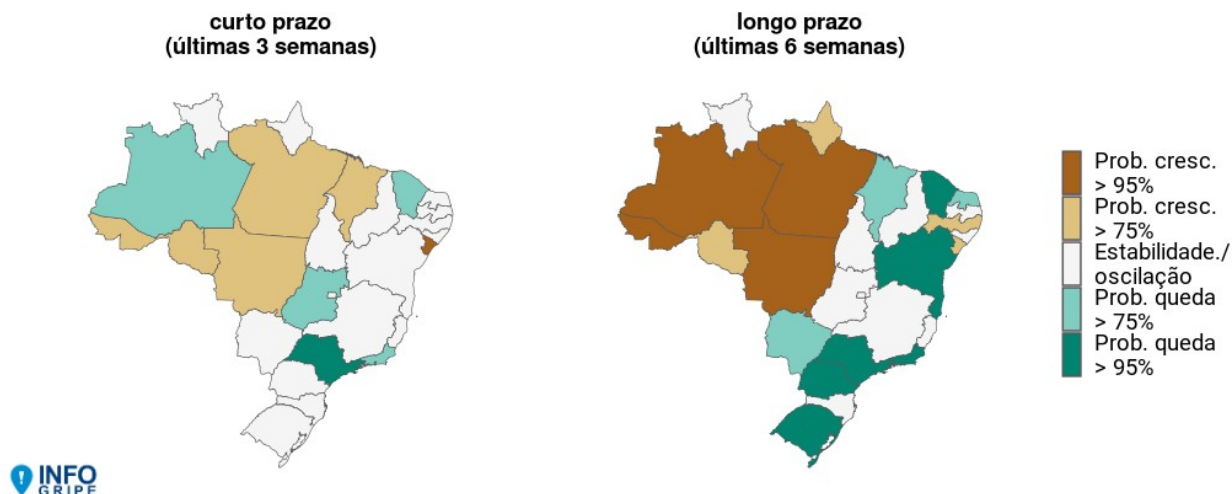 curto prazo
(últimas 3 semanas)
longo prazo
(últimas 6 semanas)
Prob. cresc.
> 95%
Prob. cresc.
> 75%
Estabilidade./
oscilação
Prob. queda
> 75%
Prob. queda
> 95%
INFO
GRIPE